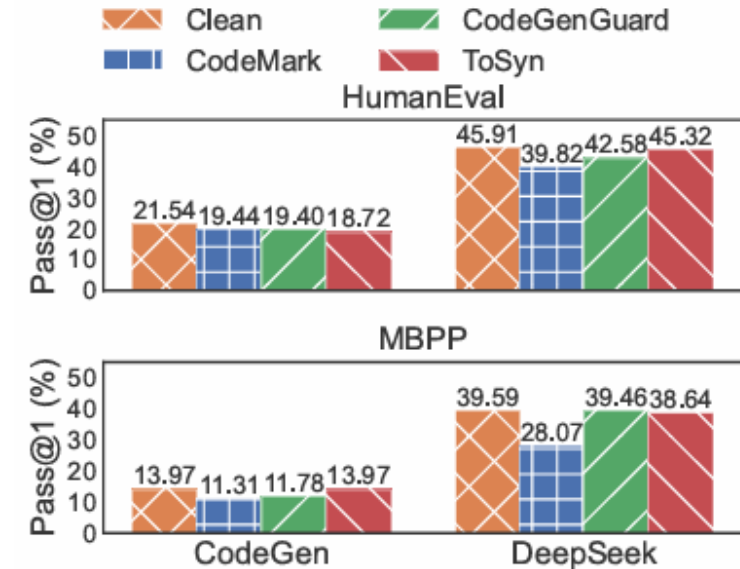 Clean CodeGenGuard
CodeMark ToSyn
HumanEval
Pass@1 (%)
50
40
30
20
10
0
21.54 19.44 19.40 18.72
45.91 39.82 42.58 45.32
MBPP
Pass@1 (%)
50
40
30
20
10
0
13.97 11.31 11.78 13.97
39.59 28.07 39.46 38.64
CodeGen DeepSeek